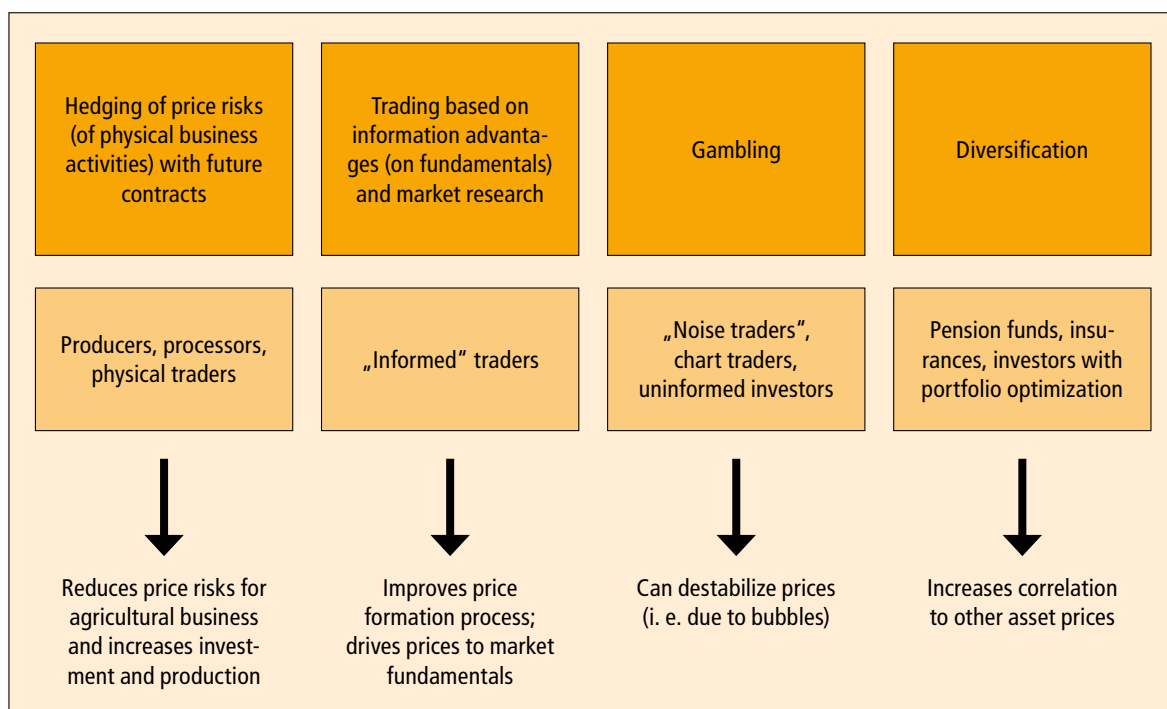 Hedging of price risks
(of physical business
activities) with future
contracts
Trading based on
information advanta-
ges (on fundamentals)
and market research
Gambling
Diversification
Producers, processors,
physical traders
„Informed“ traders
„Noise traders“,
chart traders,
uninformed investors
Pension funds, insu-
rances, investors with
portfolio optimization
Reduces price risks for
agricultural business
and increases invest-
ment and production
Improves price
formation process;
drives prices to market
fundamentals
Can destabilize prices
(i. e. due to bubbles)
Increases correlation
to other asset prices